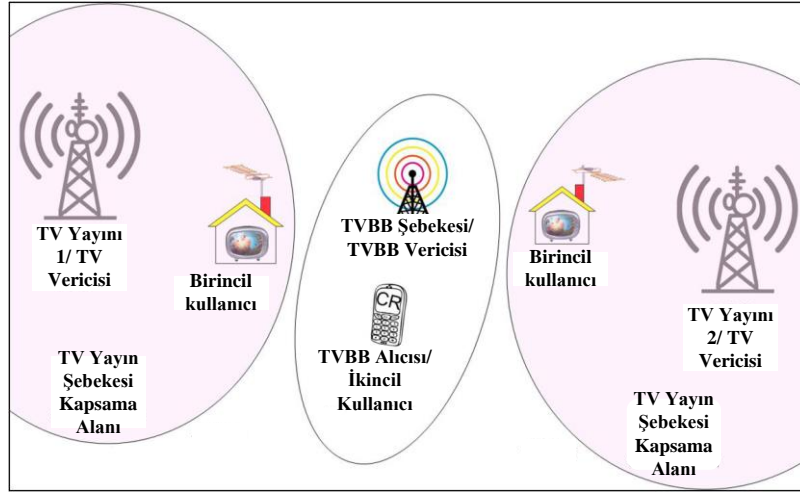 TV Yayını
1/ TV
Vericisi
Birincil
kullanıcı
TV Yayın
Şebekesi
Kapsama
Alanı
TVBB Şebekesi/
TVBB Vericisi
CR
TVBB Alıcısı/
İkincil
Kullanıcı
Birincil
kullanıcı
TV Yayını
2/ TV
Vericisi
TV Yayın
Şebekesi
Kapsama
Alanı